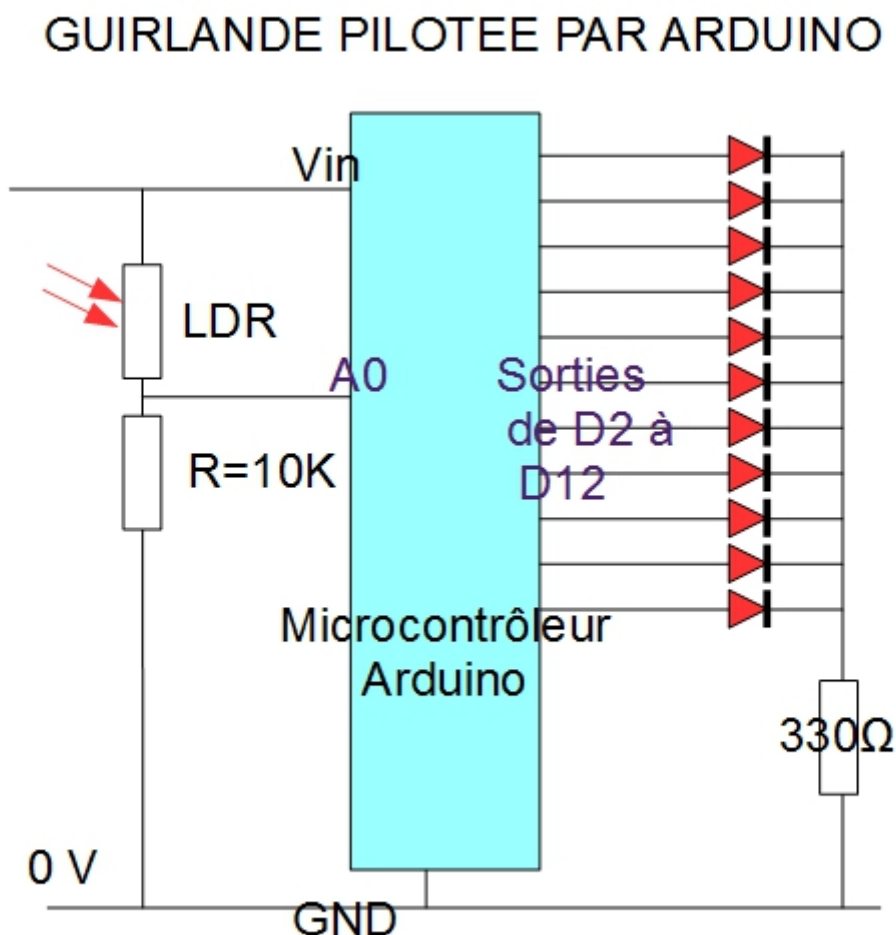 GUIRLANDE PILOTEE PAR ARDUINO
Vin
LDR
A0
Sorties
de D2 à
D12
R=10K
Microcontrôleur
Arduino
330Ω
0 V
GND